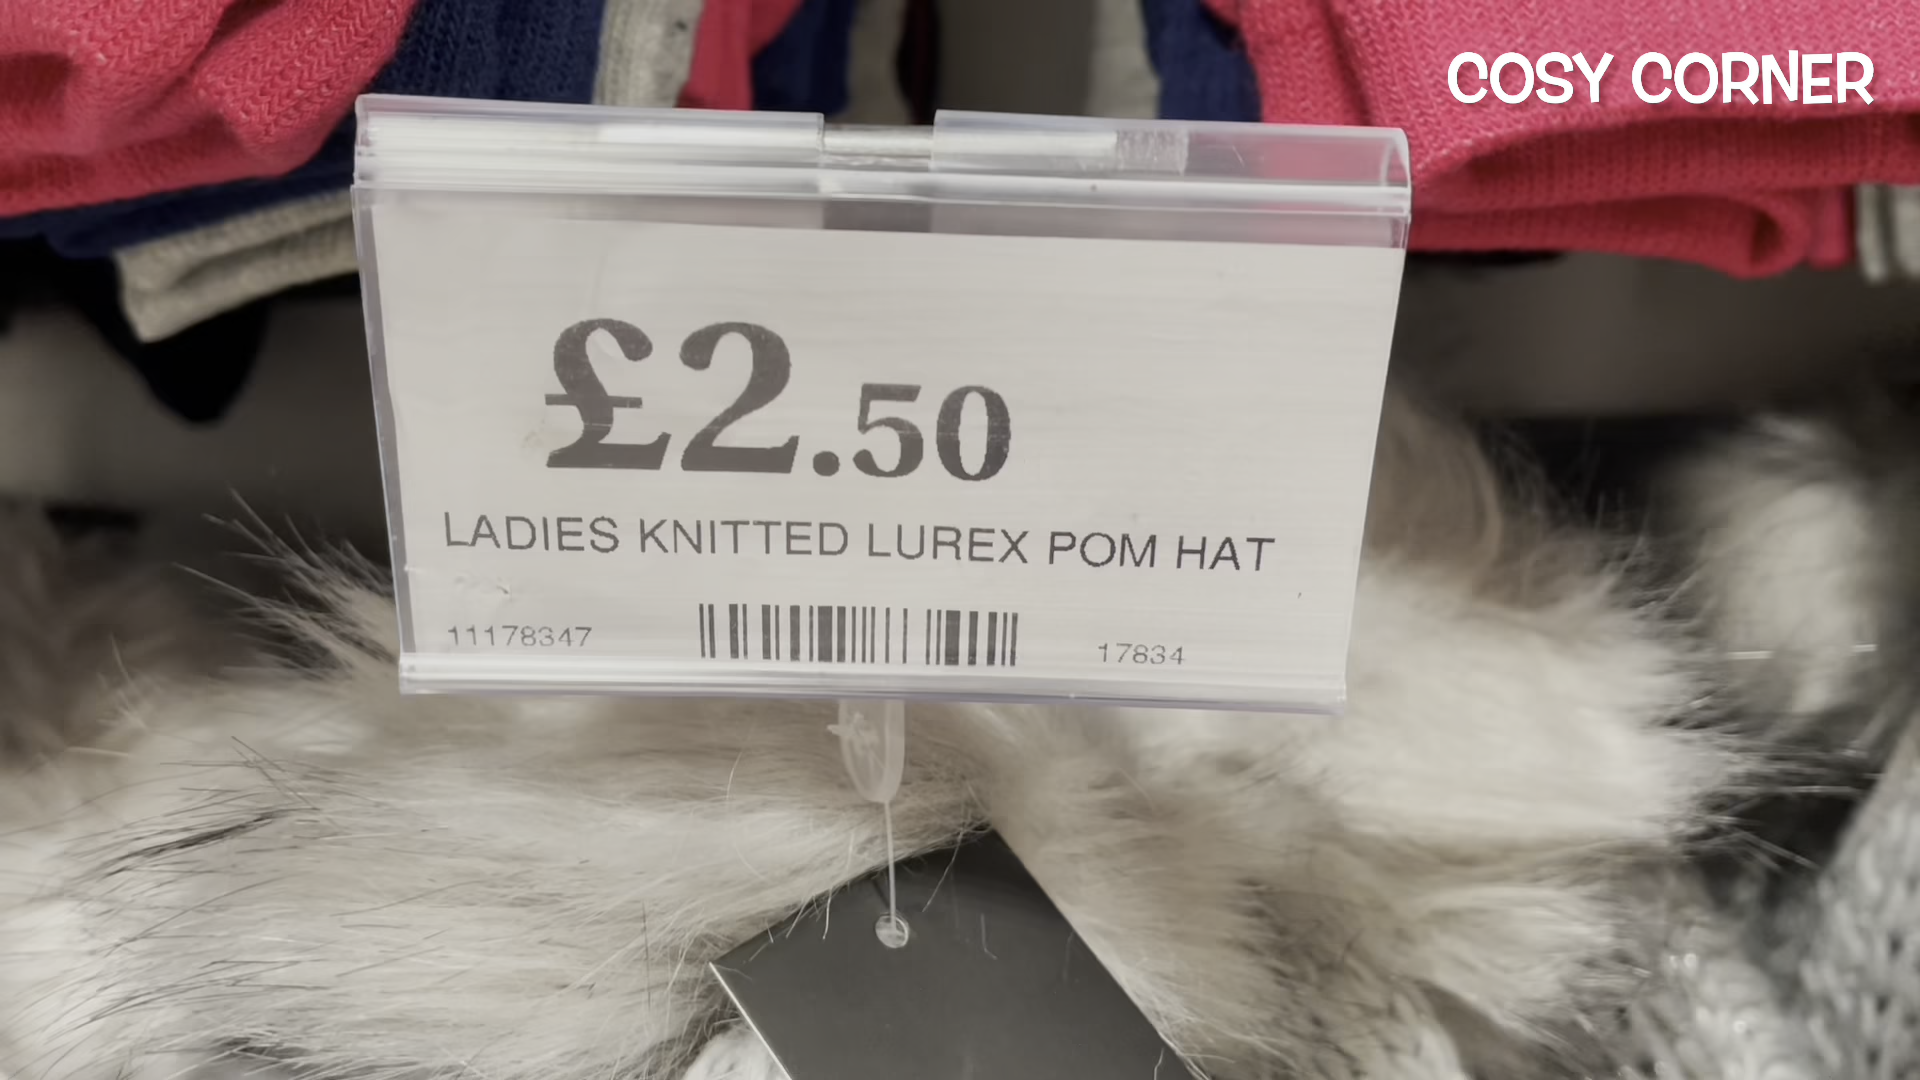 COSY CORNER
£2.50
LADIES KNITTED LUREX POM HAT
11178347
17834